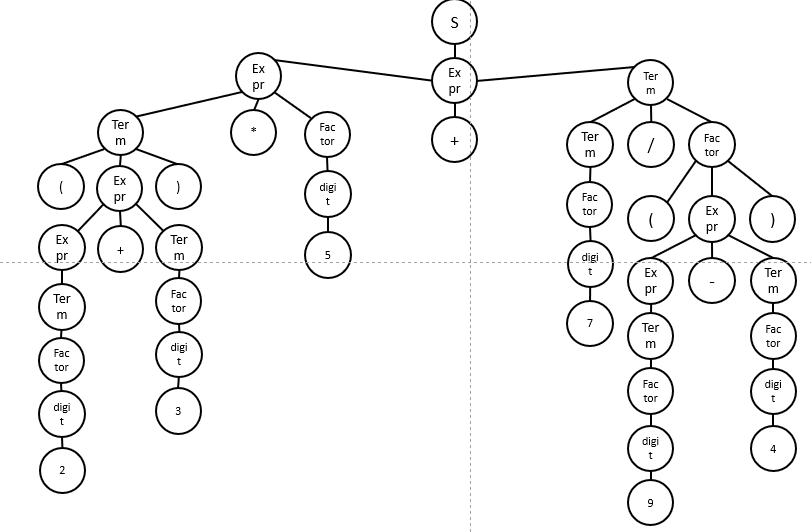 S
Ex
pr
Ex
pr
Ter
m
Ter
m
*
Fac
tor
+
Ter
m
/
Fac
tor
(
Ex
pr
)
digi
t
Fac
tor
(
Ex
pr
)
Ex
pr
+
Ter
m
5
digi
t
Ex
pr
-
Ter
m
Ter
m
Fac
tor
7
Ter
m
Fac
tor
Fac
tor
digi
t
Fac
tor
digi
t
digi
t
3
digi
t
4
2
9